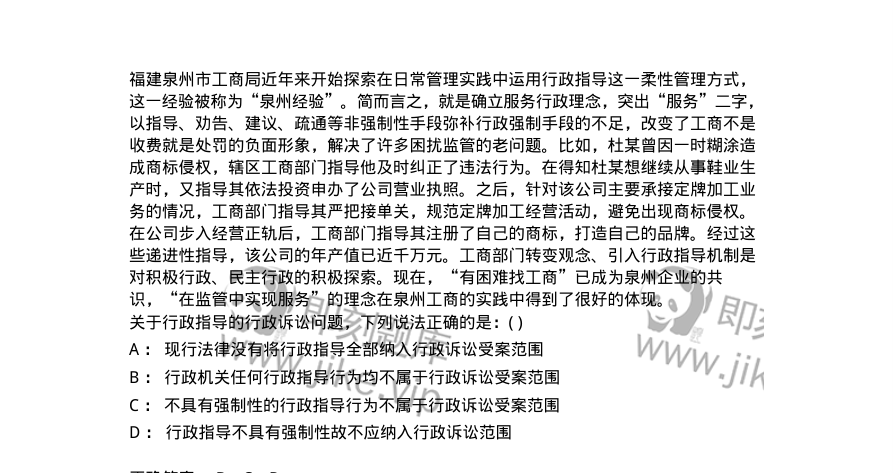 福建泉州市工商局近年来开始探索在日常管理实践中运用行政指导这一柔性管理方式，
这一经验被称为“泉州经验”。简而言之，就是确立服务行政理念，突出“服务”二字，
以指导、劝告、建议、疏通等非强制性手段弥补行政强制手段的不足，改变了工商不是
收费就是处罚的负面形象，解决了许多困扰监管的老问题。比如，杜某曾因一时糊涂造
成商标侵权，辖区工商部门指导他及时纠正了违法行为。在得知杜某想继续从事鞋业生
产时，又指导其依法投资申办了公司营业执照。之后，针对该公司主要承接定牌加工业
务的情况，工商部门指导其严把接单关，规范定牌加工经营活动，避免出现商标侵权。
在公司步入经营正轨后，工商部门指导其注册了自己的商标，打造自己的品牌。经过这
些递进性指导，该公司的年产值已近千万元。工商部门转变观念、引入行政指导机制是
对积极行政、民主行政的积极探索。现在，“有困难找工商”已成为泉州企业的共
识，“在监管中实现服务”的理念在泉州工商的实践中得到了很好的体现。
关于行政指导的行政诉讼问题，下列说法正确的是：( )
A： 现行法律没有将行政指导全部纳入行政诉讼受案范围
B： 行政机关任何行政指导行为均不属于行政诉讼受案范围
C： 不具有强制性的行政指导行为不属于行政诉讼受案范围
D： 行政指导不具有强制性故不应纳入行政诉讼范围
即刻题库
www.jike.vip
即刻
www.jik